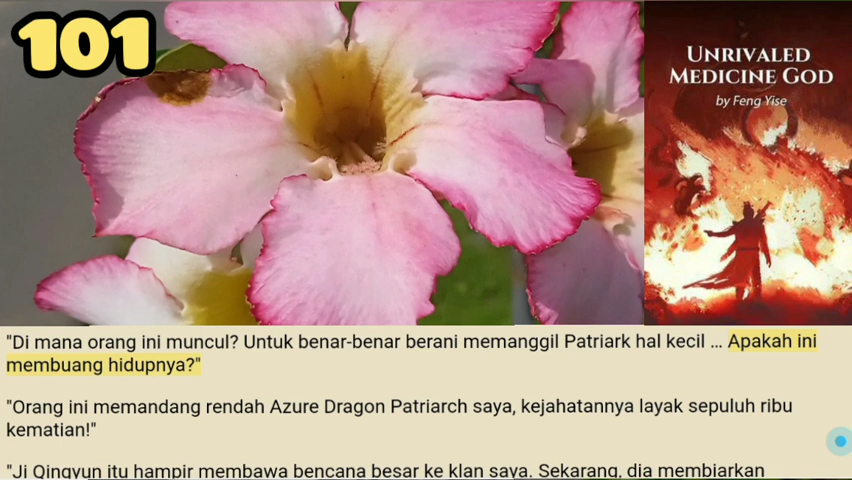 101
UNRIVALED
MEDICINE GOD
by Feng Yise
"Di mana orang ini muncul? Untuk benar-benar berani memanggil Patriark hal kecil ... Apakah ini
membuang hidupnya?"
"Orang ini memandang rendah Azure Dragon Patriarch saya, kejahatannya layak sepuluh ribu
kematian!"
"Ji Qingyun itu hampir membawa bencana besar ke klan saya. Sekarang, dia membiarkan